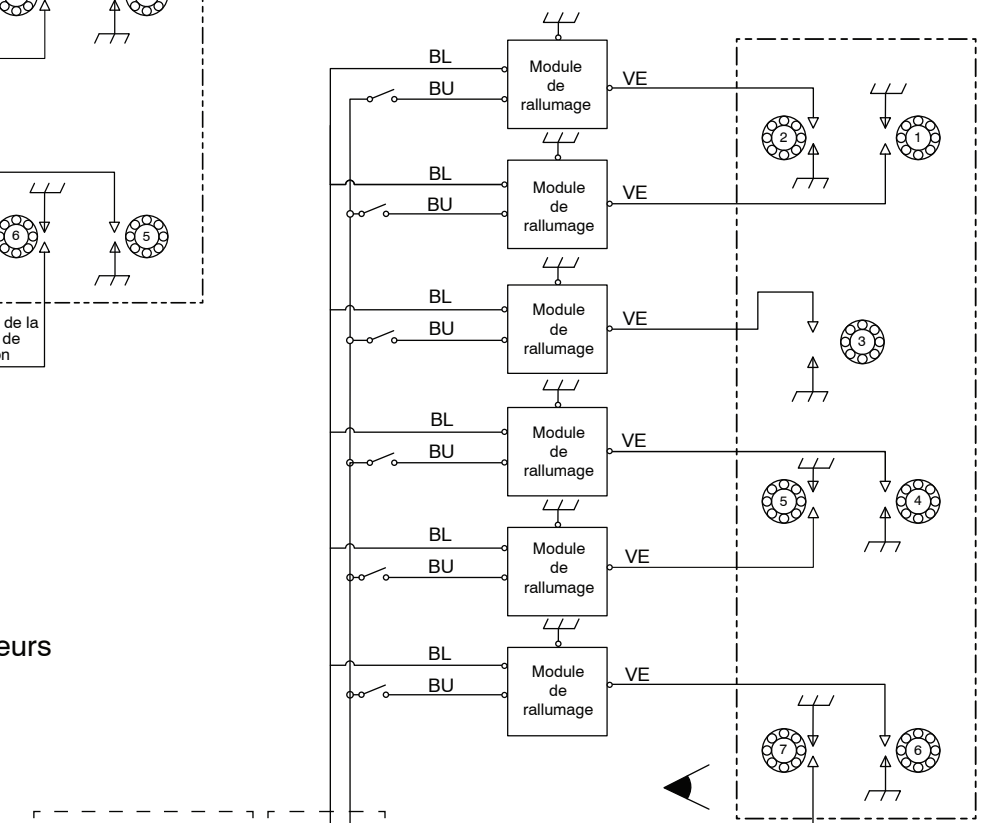 BL
BU
Module
de
rallumage
VE
2
1
BL
BU
Module
de
rallumage
VE
6
5
BL
BU
Module
de
rallumage
VE
3
de la
de
on
BL
BU
Module
de
rallumage
VE
5
4
BL
BU
Module
de
rallumage
VE
eurs
BL
BU
Module
de
rallumage
VE
7
6